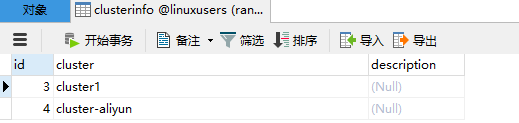 对象 clusterinfo @linuxusers (ran...
开始事务 备注 筛选 排序 导入 导出
id cluster description
3 cluster1 (Null)
4 cluster-aliyun (Null)